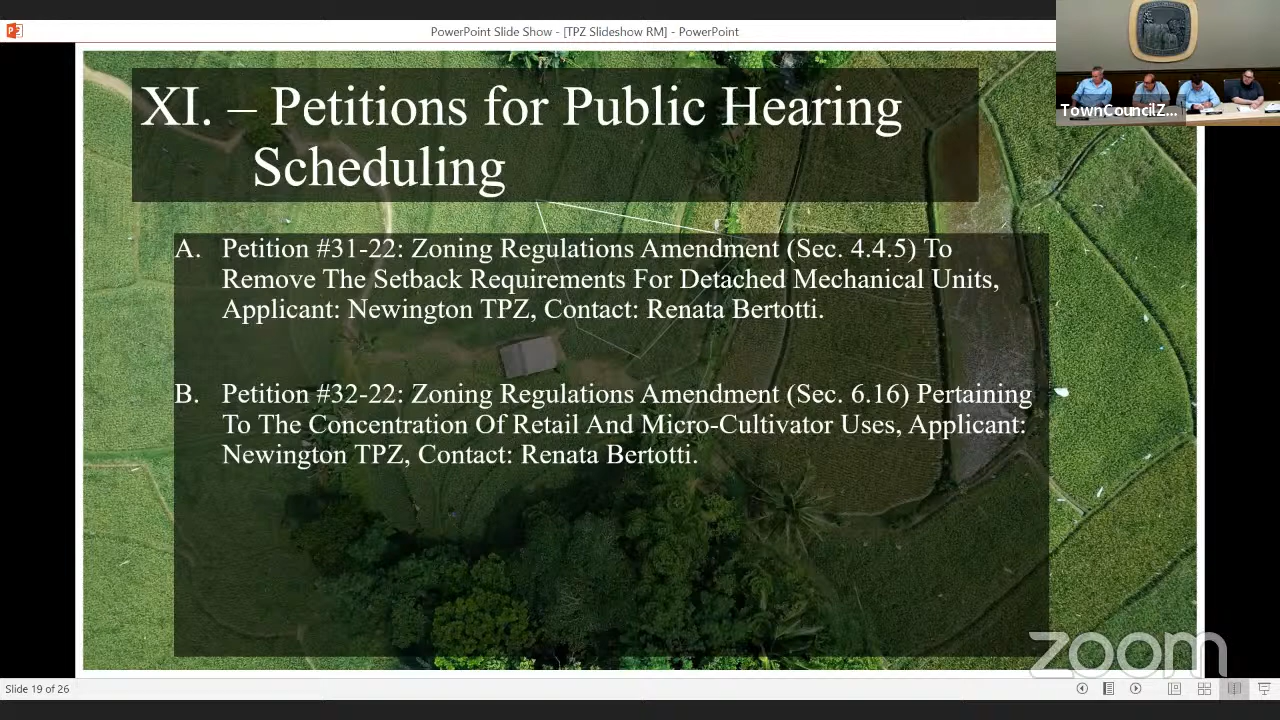 PowerPoint Slide Show - [TPZ Slideshow RM] - PowerPoint
TownCouncilZ...
XI. – Petitions for Public Hearing
Scheduling
A. Petition #31-22: Zoning Regulations Amendment (Sec. 4.4.5) To
Remove The Setback Requirements For Detached Mechanical Units,
Applicant: Newington TPZ, Contact: Renata Bertotti.
B. Petition #32-22: Zoning Regulations Amendment (Sec. 6.16) Pertaining
To The Concentration Of Retail And Micro-Cultivator Uses, Applicant:
Newington TPZ, Contact: Renata Bertotti.
zoom
Slide 19 of 26